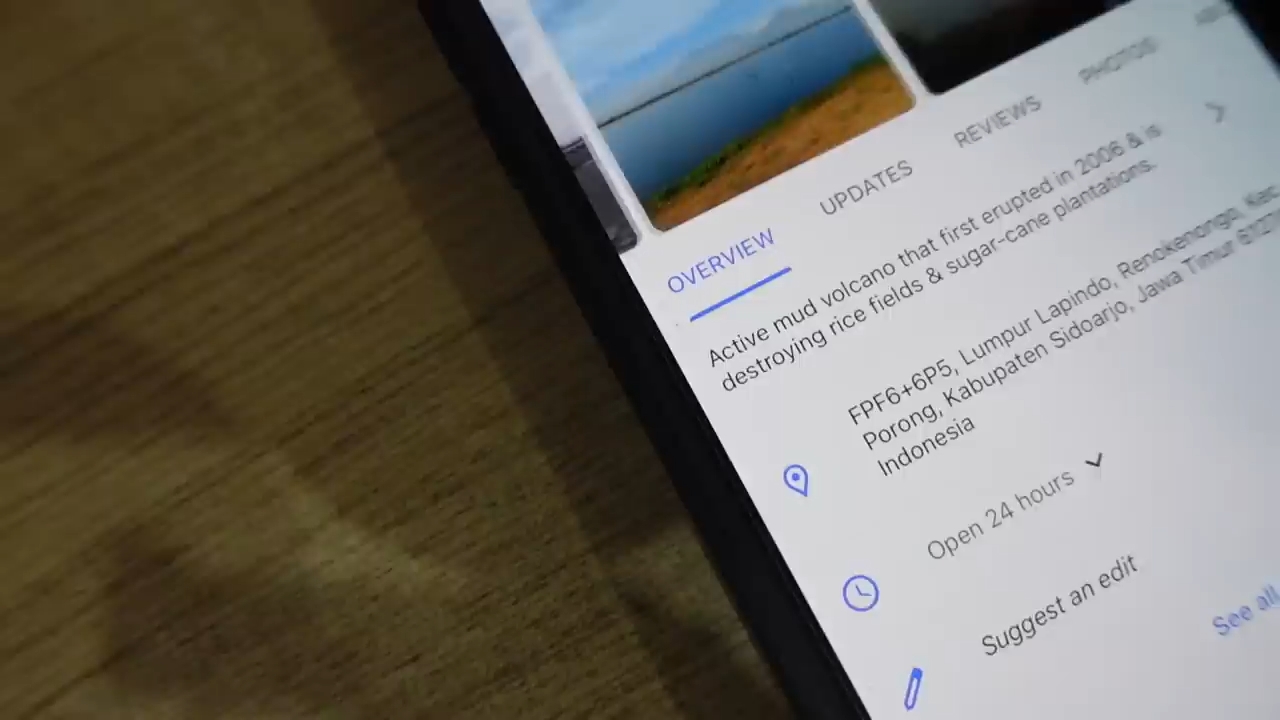 OVERVIEW UPDATES REVIEWS PHOTOS
Active mud volcano that first erupted in 2006 & is
destroying rice fields & sugar-cane plantations.
FPF6+6P5, Lumpur Lapindo, Renokenongo, Kec.
Porong, Kabupaten Sidoarjo, Jawa Timur
Indonesia
Open 24 hours
Suggest an edit
See all